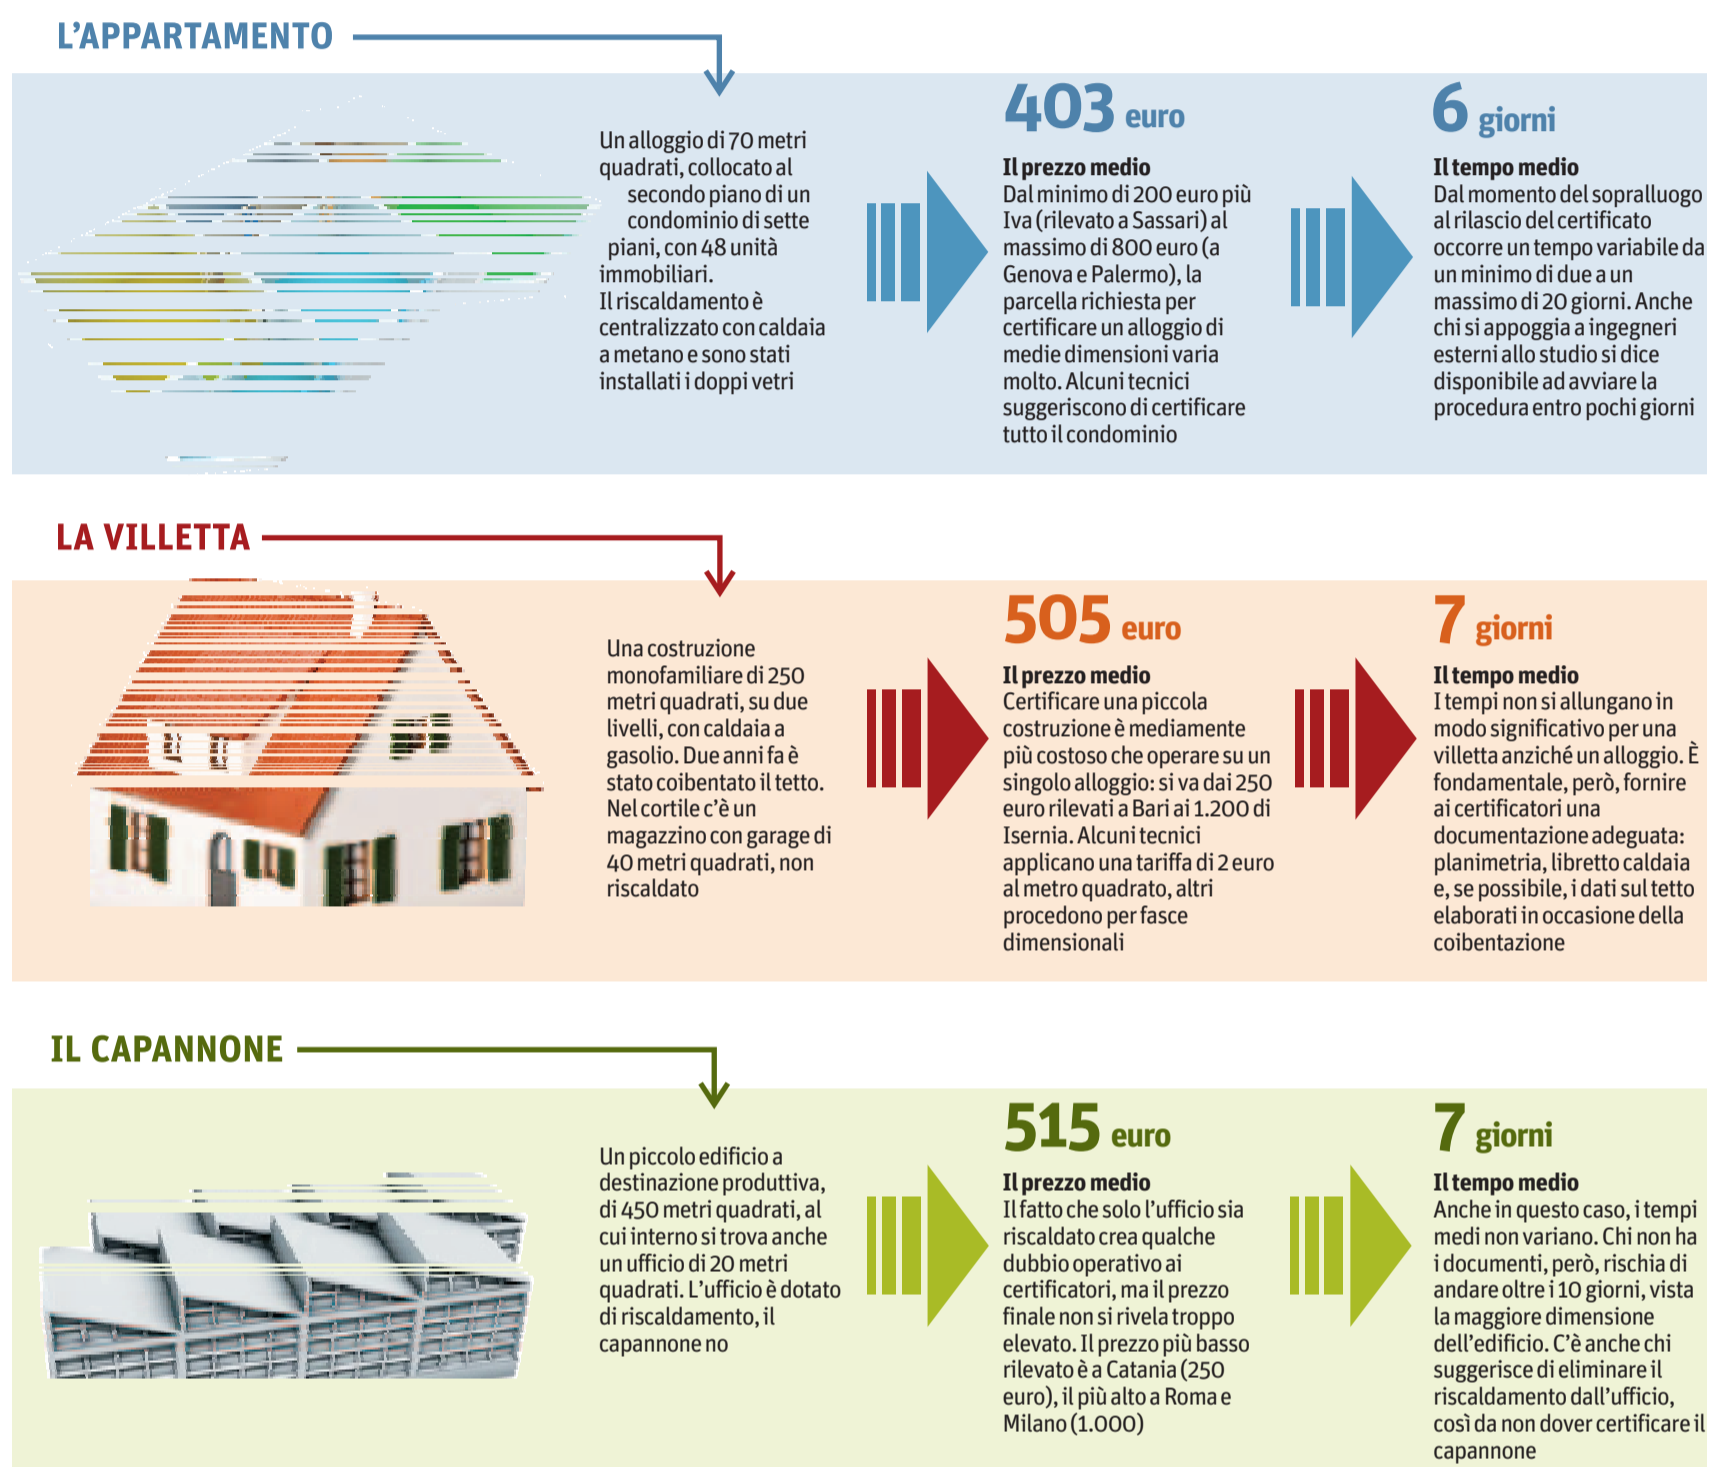 L'APPARTAMENTO
Un alloggio di 70 metri
quadrati, collocato al
secondo piano di un
condominio di sette
piani, con 48 unità
immobiliari.
Il riscaldamento è
centralizzato con caldaia
a metano e sono stati
installati i doppi vetri
403 euro
Il prezzo medio
Dal minimo di 200 euro più
Iva (rilevato a Sassari) al
massimo di 800 euro (a
Genova e Palermo), la
parcella richiesta per
certificare un alloggio di
medie dimensioni varia
molto. Alcuni tecnici
suggeriscono di certificare
tutto il condominio
6 giorni
Il tempo medio
Dal momento del sopralluogo
al rilascio del certificato
occorre un tempo variabile da
un minimo di due a un
massimo di 20 giorni. Anche
chi si appoggia a ingegneri
esterni allo studio si dice
disponibile ad avviare la
procedura entro pochi giorni
LA VILLETTA
Una costruzione
monofamiliare di 250
metri quadrati, su due
livelli, con caldaia a
gasolio. Due anni fa è
stato coibentato il tetto.
Nel cortile c'è un
magazzino con garage di
40 metri quadrati, non
riscaldato
505 euro
Il prezzo medio
Certificare una piccola
costruzione è mediamente
più costoso che operare su un
singolo alloggio: si va dai 250
euro rilevati a Bari ai 1.200 di
Isernia. Alcuni tecnici
applicano una tariffa di 2 euro
al metro quadrato, altri
procedono per fasce
dimensionali
7 giorni
Il tempo medio
I tempi non si allungano in
modo significativo per una
villetta anziché un alloggio. È
fondamentale, però, fornire
ai certificatori una
documentazione adeguata:
planimetria, libretto caldaia
e, se possibile, i dati sul tetto
elaborati in occasione della
coibentazione
IL CAPANNONE
Un piccolo edificio a
destinazione produttiva,
di 450 metri quadrati, al
cui interno si trova anche
un ufficio di 20 metri
quadrati. L'ufficio è dotato
di riscaldamento, il
capannone no
515 euro
Il prezzo medio
Il fatto che solo l'ufficio sia
riscaldato crea qualche
dubbio operativo ai
certificatori, ma il prezzo
finale non si rivela troppo
elevato. Il prezzo più basso
rilevato è a Catania (250
euro), il più alto a Roma e
Milano (1.000)
7 giorni
Il tempo medio
Anche in questo caso, i tempi
medi non variano. Chi non ha
i documenti, però, rischia di
andare oltre i 10 giorni, vista
la maggiore dimensione
dell'edificio. C'è anche chi
suggerisce di eliminare il
riscaldamento dall'ufficio,
così da non dover certificare il
capannone